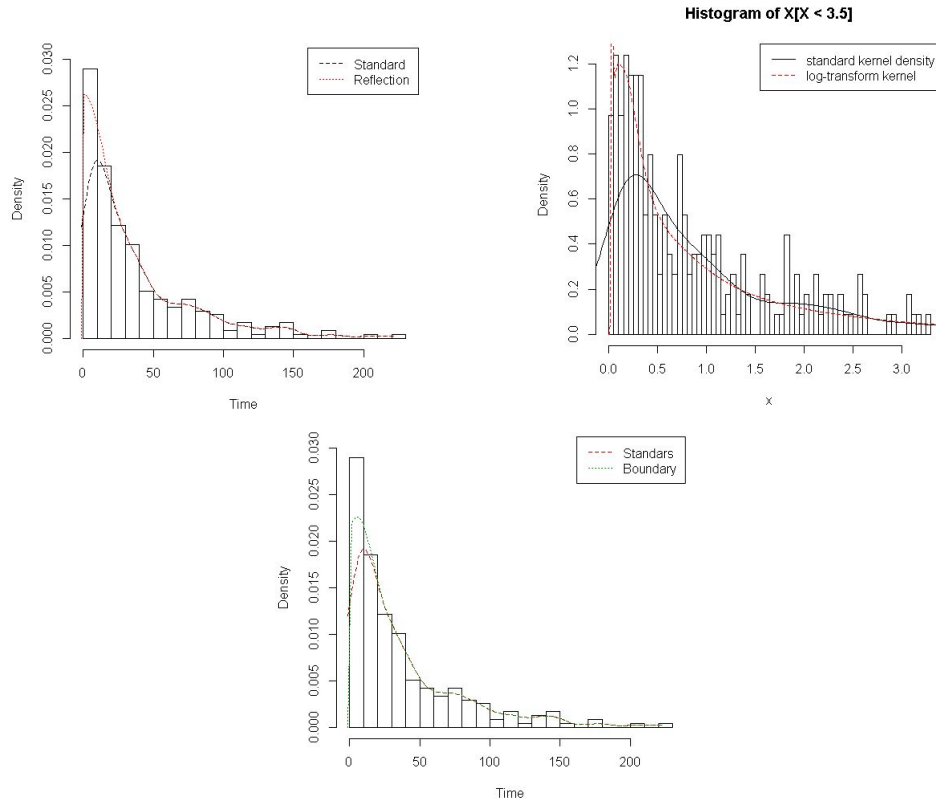 Histogram of X[X < 3.5]
Standard
Reflection
Density
0.000
0.005
0.010
0.015
0.020
0.025
0.030
0
50
100
150
200
Time
standard kernel density
log-transform kernel
Density
0.0
0.2
0.4
0.6
0.8
1.0
1.2
0.0
0.5
1.0
1.5
2.0
2.5
3.0
x
Standars
Boundary
Density
0.000
0.005
0.010
0.015
0.020
0.025
0.030
0
50
100
150
200
Time